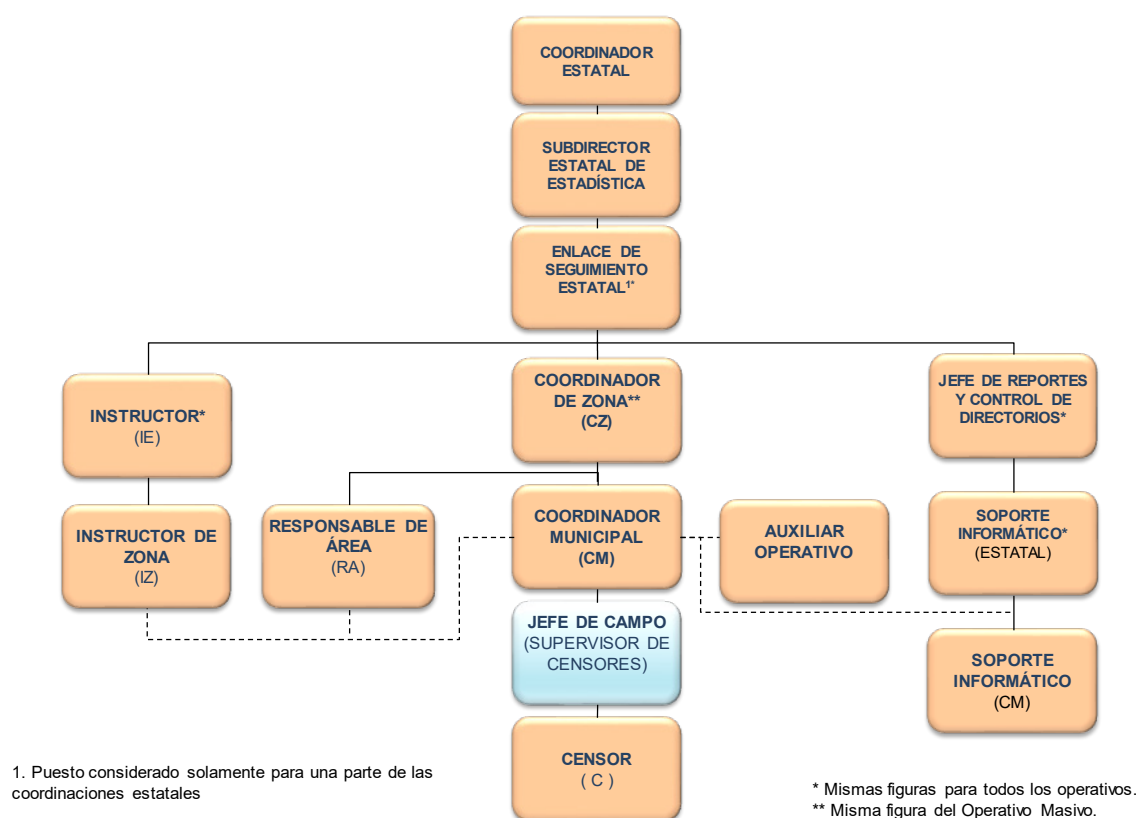 COORDINADOR
ESTATAL
SUBDIRECTOR
ESTATAL DE
ESTADÍSTICA
ENLACE DE
SEGUIMIENTO
ESTATAL1*
INSTRUCTOR*
(IE)
COORDINADOR
DE ZONA**
(CZ)
JEFE DE REPORTES
Y CONTROL DE
DIRECTORIOS*
INSTRUCTOR DE
ZONA
(IZ)
RESPONSABLE DE
ÁREA
(RA)
COORDINADOR
MUNICIPAL
(CM)
AUXILIAR
OPERATIVO
SOPORTE
INFORMÁTICO*
(ESTATAL)
JEFE DE CAMPO
(SUPERVISOR DE
CENSORES)
SOPORTE
INFORMÁTICO
(CM)
CENSOR
( C )
1. Puesto considerado solamente para una parte de las
coordinaciones estatales
* Mismas figuras para todos los operativos.
** Misma figura del Operativo Masivo.